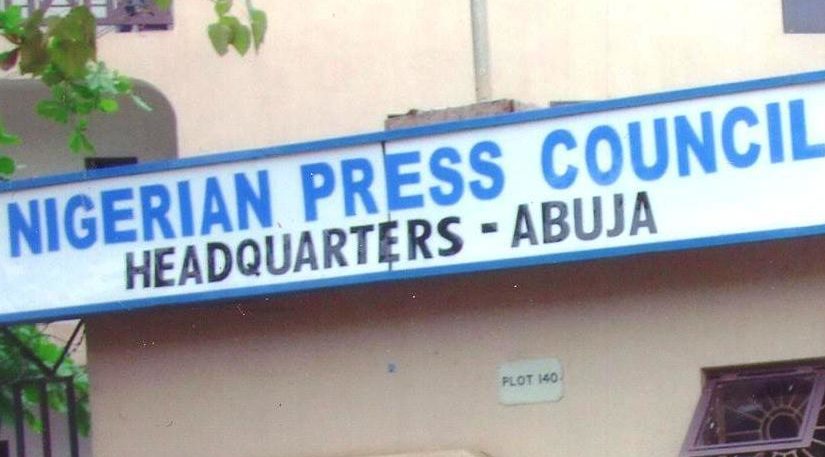 NIGERIAN PRESS COUNCIL
HEADQUARTERS - ABUJA
PLOT 140